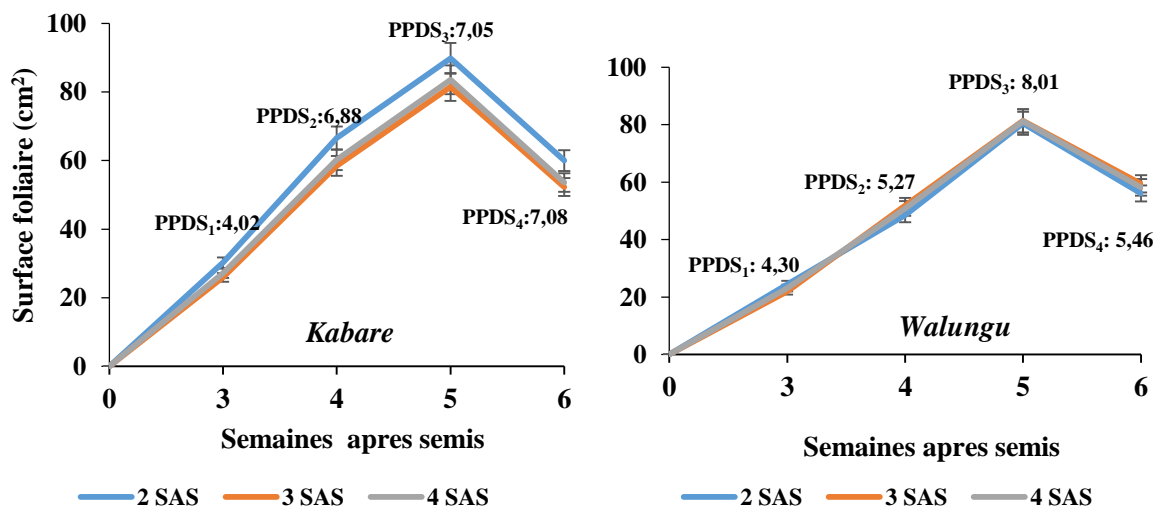 Surface foliaire (cm²)
100
80
60
40
20
0
PPDS₁:4,02
PPDS₂:6,88
PPDS₃:7,05
PPDS₄:7,08
Kabare
0 3 4 5 6
Semaines apres semis
2 SAS 3 SAS 4 SAS
100
80
60
40
20
0
PPDS₁: 4,30
PPDS₂: 5,27
PPDS₃: 8,01
PPDS₄: 5,46
Walungu
0 3 4 5 6
Semaines apres semis
2 SAS 3 SAS 4 SAS